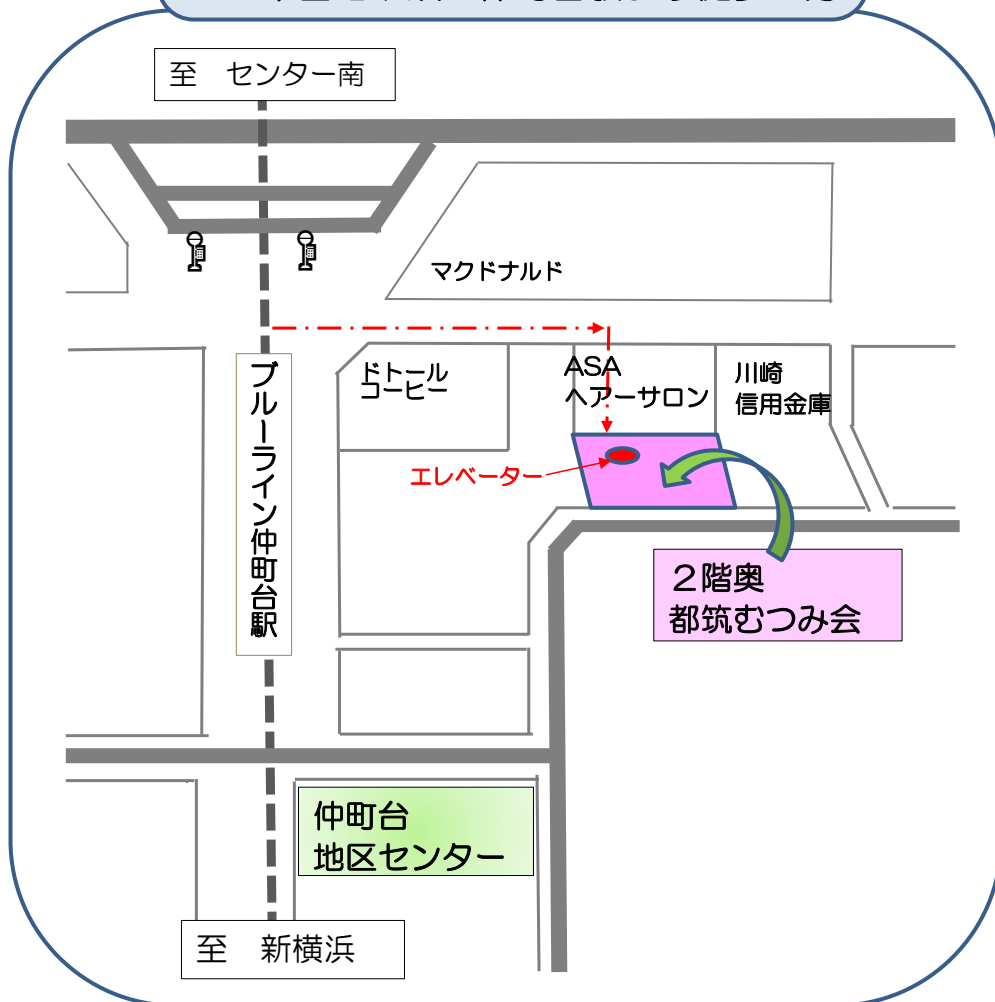 至　センター南
マクドナルド
ドトール
コーヒー
ASA
ヘアーサロン
川崎
信用金庫
エレベーター
ブルーライン仲町台駅
２階奥
都筑むつみ会
仲町台
地区センター
至　新横浜